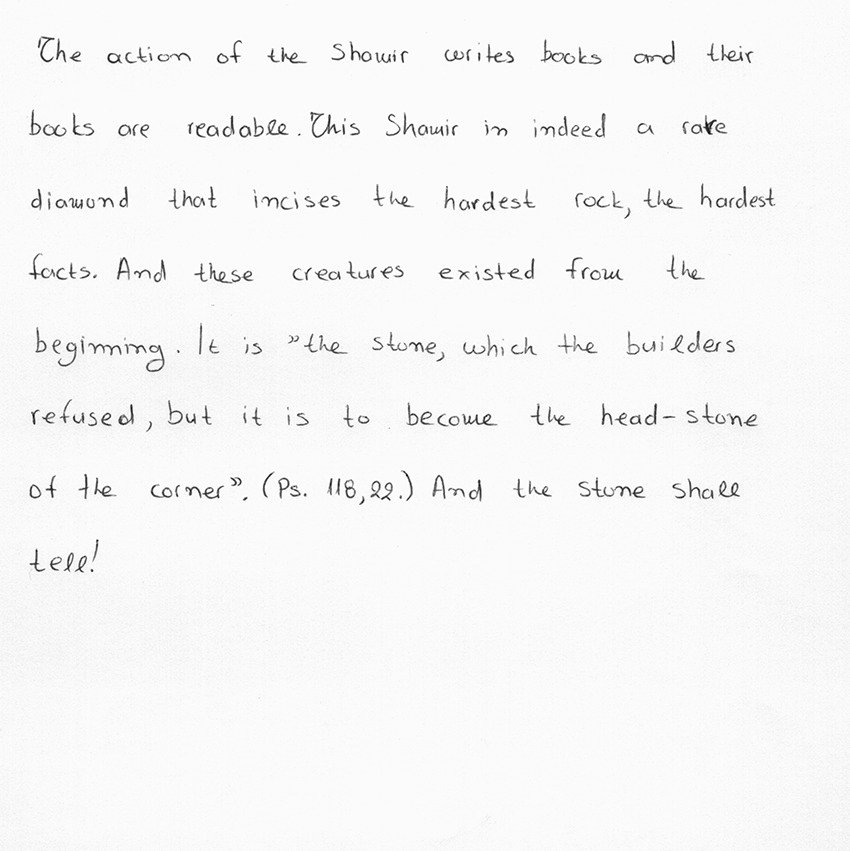 The action of the Shamir writes books and their
books are readable. This Shamir in indeed a rare
diamond that incises the hardest rock, the hardest
facts. And these creatures existed from the
beginning. It is "the stone, which the builders
refused, but it is to become the head-stone
of the corner". (Ps. 118,22.) And the stone shall
tell!